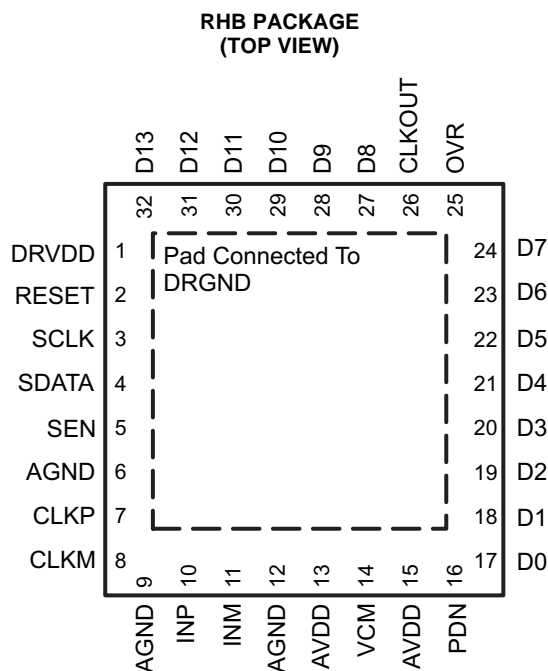 RHB PACKAGE
(TOP VIEW)
D13
D12
D11
D10
D9
D8
CLKOUT
OVR
32
31
30
29
28
27
26
25
DRVDD 1
RESET 2
SCLK 3
SDATA 4
SEN 5
AGND 6
CLKP 7
CLKM 8
Pad Connected To
DRGND
24 D7
23 D6
22 D5
21 D4
20 D3
19 D2
18 D1
17 D0
9
10
11
12
13
14
15
16
AGND
INP
INM
AGND
AVDD
VCM
AVDD
PDN